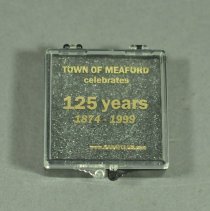 TOWN OF MEAFORD
celebrates
125 years
1874 - 1999